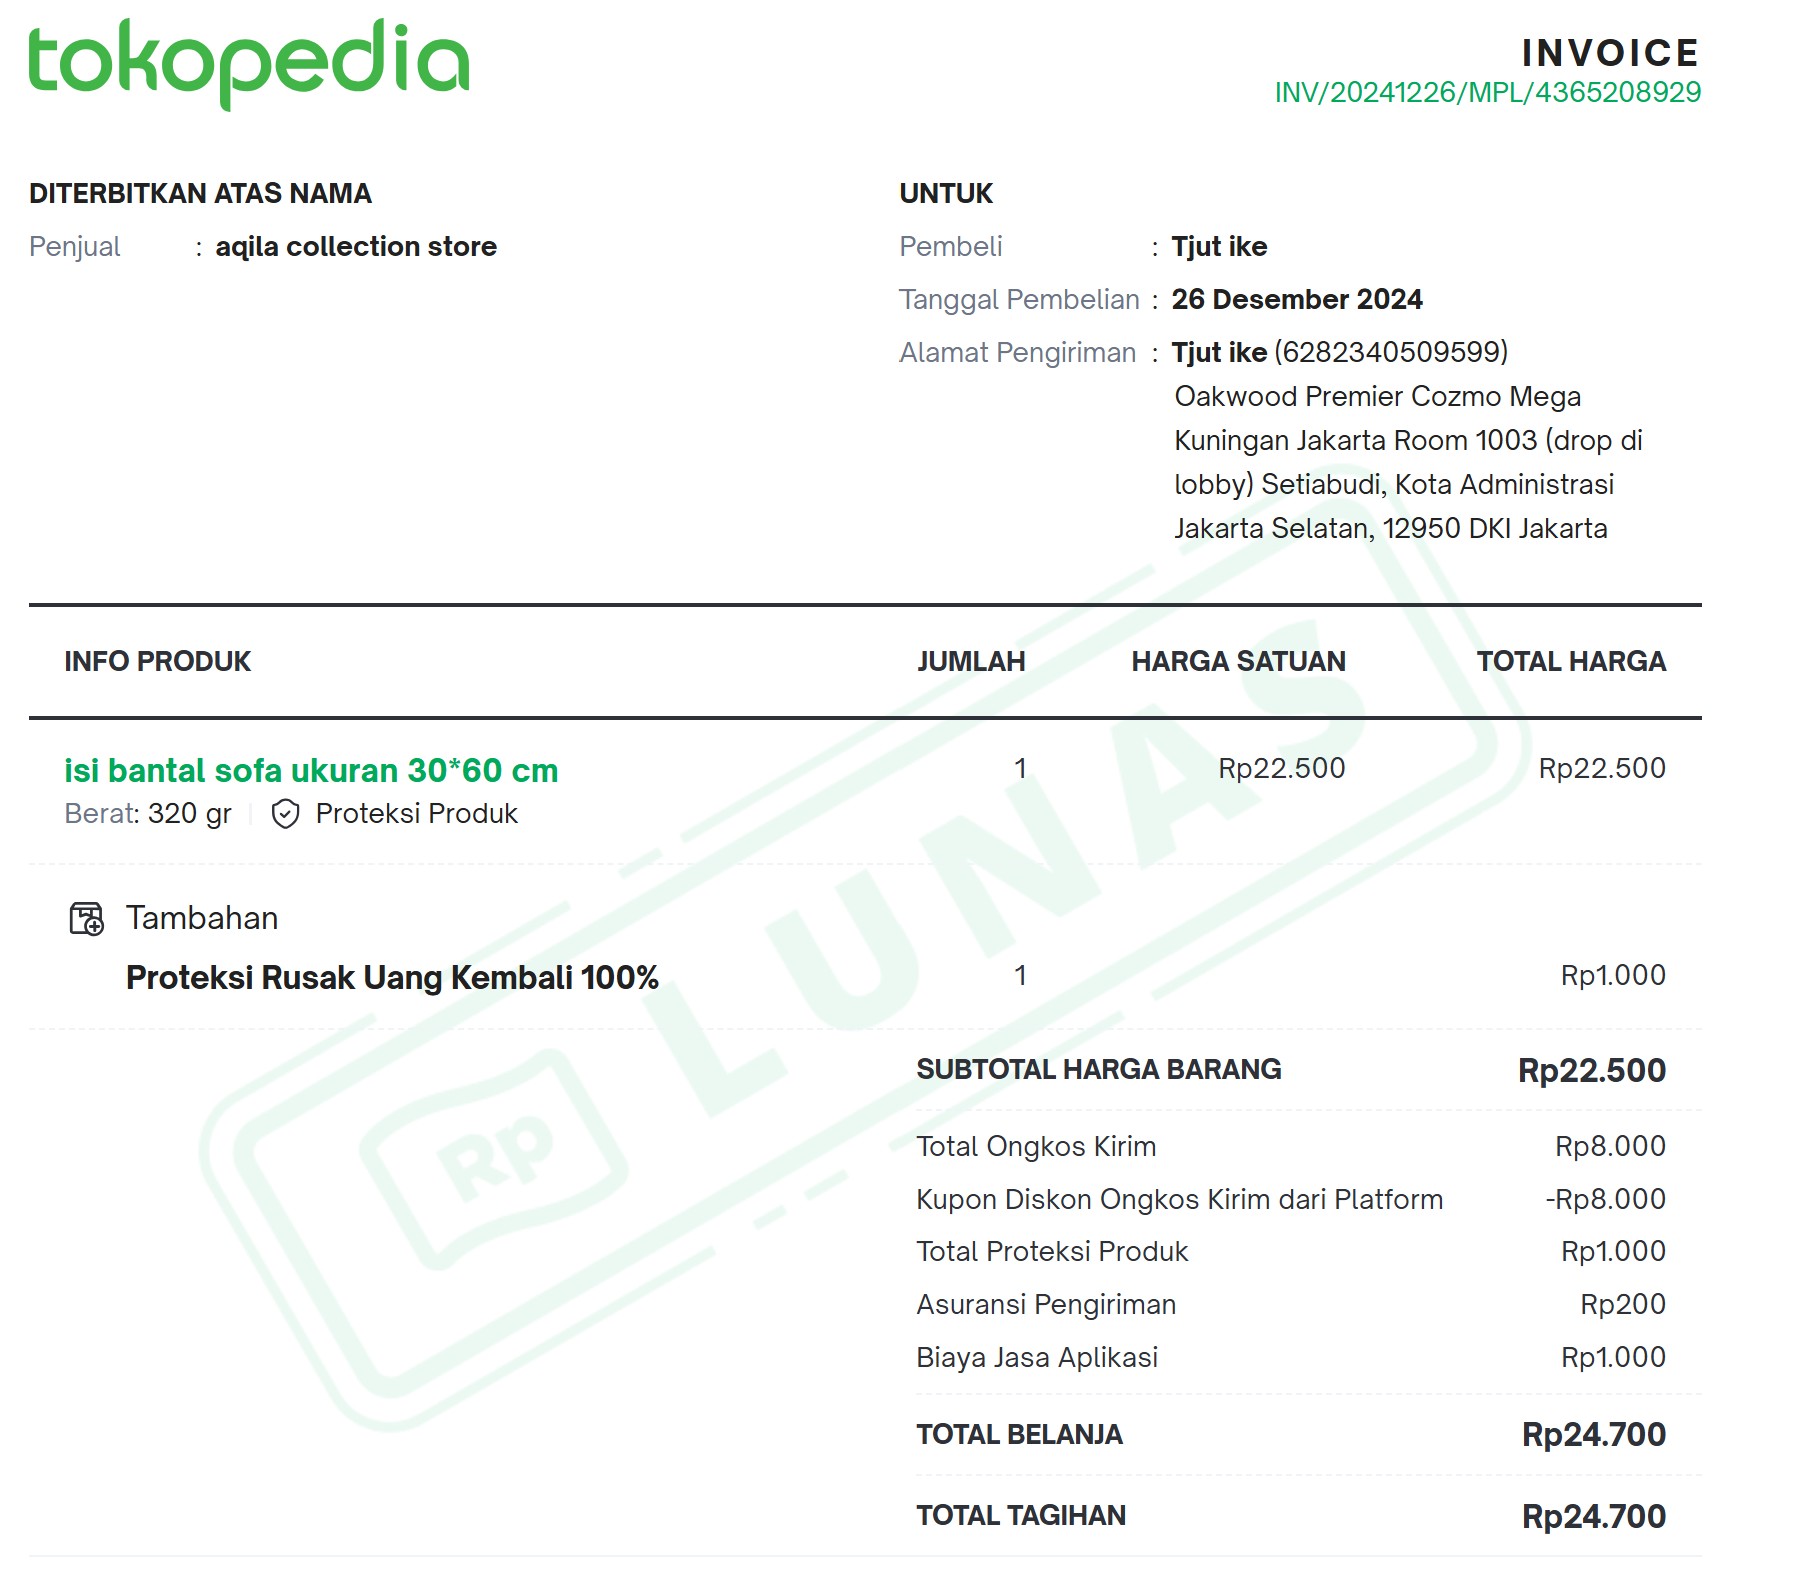 tokopedia
INVOICE
INV/20241226/MPL/4365208929
DITERBITKAN ATAS NAMA
Penjual : aqila collection store
UNTUK
Pembeli : Tjut ike
Tanggal Pembelian : 26 Desember 2024
Alamat Pengiriman : Tjut ike (6282340509599)
Oakwood Premier Cozmo Mega
Kuningan Jakarta Room 1003 (drop di
lobby) Setiabudi, Kota Administrasi
Jakarta Selatan, 12950 DKI Jakarta
INFO PRODUK JUMLAH HARGA SATUAN TOTAL HARGA
isi bantal sofa ukuran 30*60 cm 1 Rp22.500 Rp22.500
Berat: 320 gr Proteksi Produk
Tambahan
Proteksi Rusak Uang Kembali 100% 1 Rp1.000
SUBTOTAL HARGA BARANG Rp22.500
Total Ongkos Kirim Rp8.000
Kupon Diskon Ongkos Kirim dari Platform -Rp8.000
Total Proteksi Produk Rp1.000
Asuransi Pengiriman Rp200
Biaya Jasa Aplikasi Rp1.000
TOTAL BELANJA Rp24.700
TOTAL TAGIHAN Rp24.700
Rp LUNAS